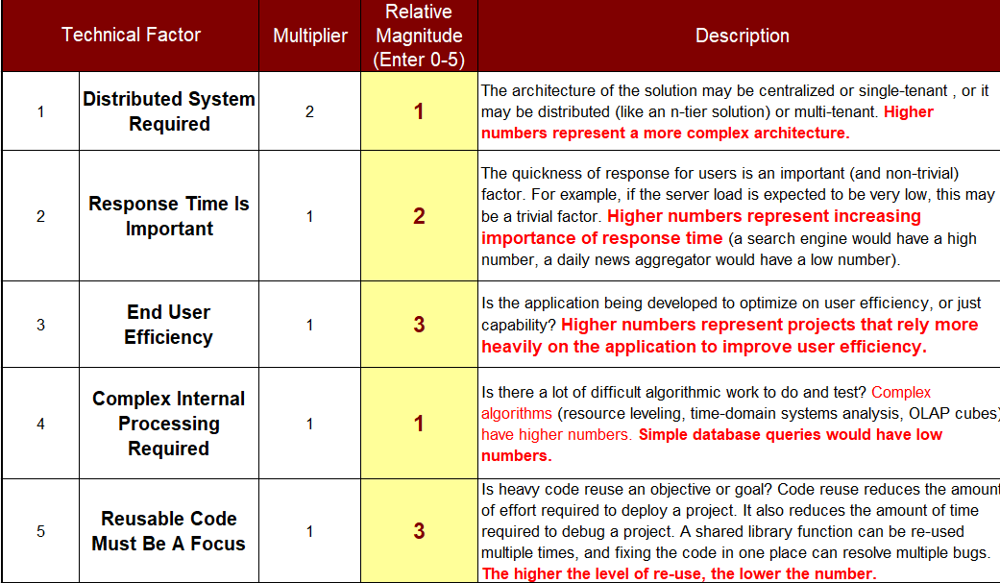 Technical Factor
Multiplier
Relative
Magnitude
(Enter 0-5)
Description
1
Distributed System
Required
2
1
The architecture of the solution may be centralized or single-tenant , or it
may be distributed (like an n-tier solution) or multi-tenant. Higher
numbers represent a more complex architecture.
2
Response Time Is
Important
1
2
The quickness of response for users is an important (and non-trivial)
factor. For example, if the server load is expected to be very low, this may
be a trivial factor. Higher numbers represent increasing
importance of response time (a search engine would have a high
number, a daily news aggregator would have a low number).
3
End User
Efficiency
1
3
Is the application being developed to optimize on user efficiency, or just
capability? Higher numbers represent projects that rely more
heavily on the application to improve user efficiency.
4
Complex Internal
Processing
Required
1
1
Is there a lot of difficult algorithmic work to do and test? Complex
algorithms (resource leveling, time-domain systems analysis, OLAP cubes)
have higher numbers. Simple database queries would have low
numbers.
5
Reusable Code
Must Be A Focus
1
3
Is heavy code reuse an objective or goal? Code reuse reduces the amount
of effort required to deploy a project. It also reduces the amount of time
required to debug a project. A shared library function can be re-used
multiple times, and fixing the code in one place can resolve multiple bugs.
The higher the level of re-use, the lower the number.